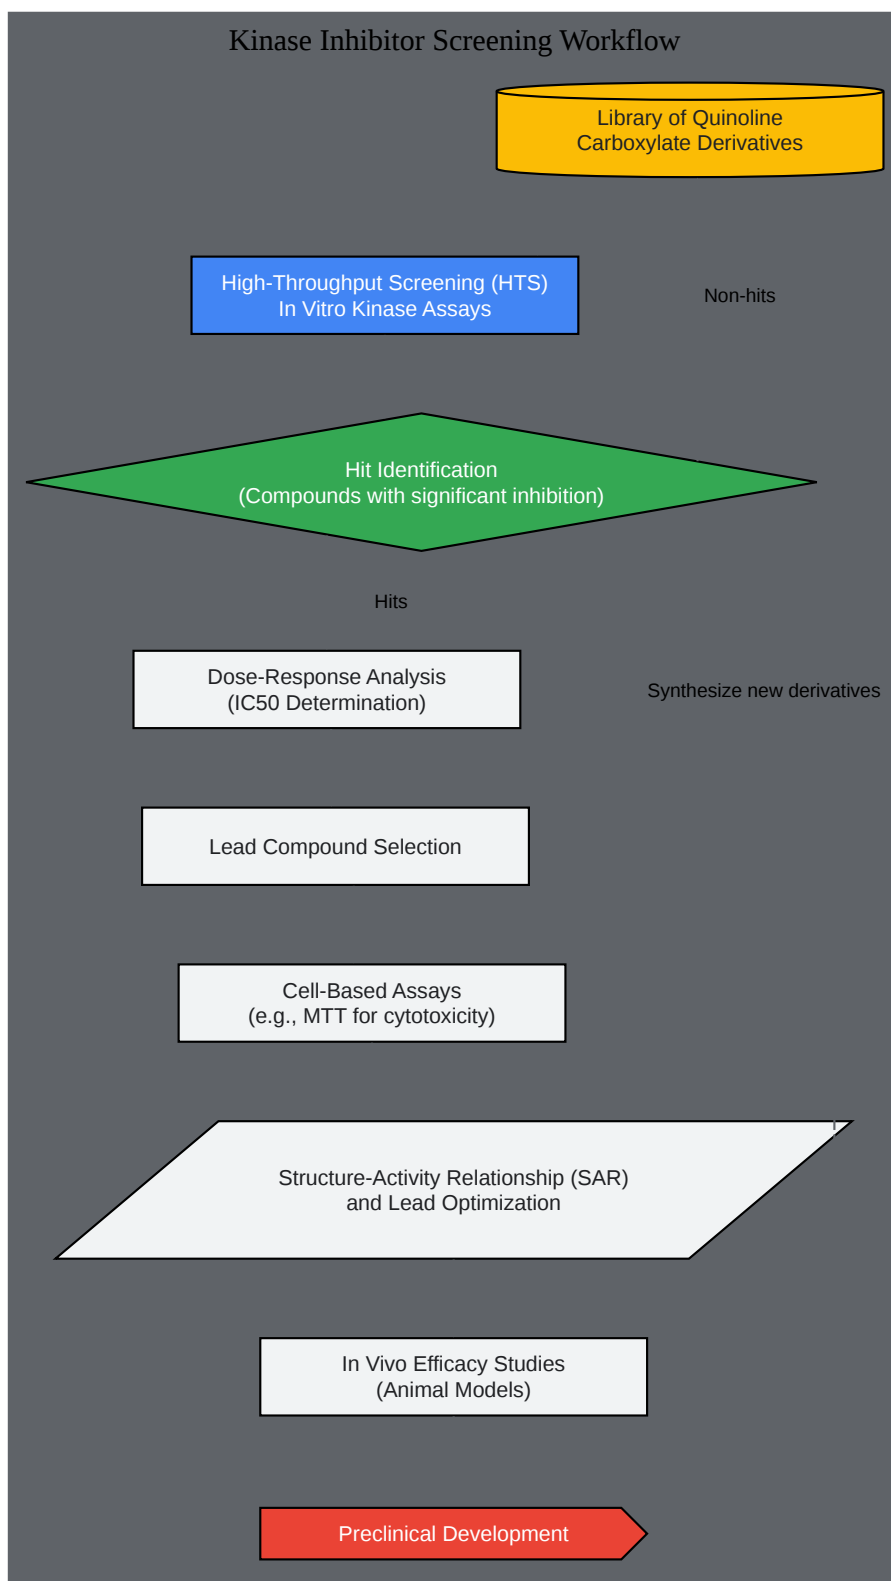 Kinase Inhibitor Screening Workflow
Library of Quinoline
Carboxylate Derivatives
High-Throughput Screening (HTS)
In Vitro Kinase Assays
Non-hits
Hit Identification
(Compounds with significant inhibition)
Hits
Dose-Response Analysis
(IC50 Determination)
Synthesize new derivatives
Lead Compound Selection
Cell-Based Assays
(e.g., MTT for cytotoxicity)
Structure-Activity Relationship (SAR)
and Lead Optimization
In Vivo Efficacy Studies
(Animal Models)
Preclinical Development